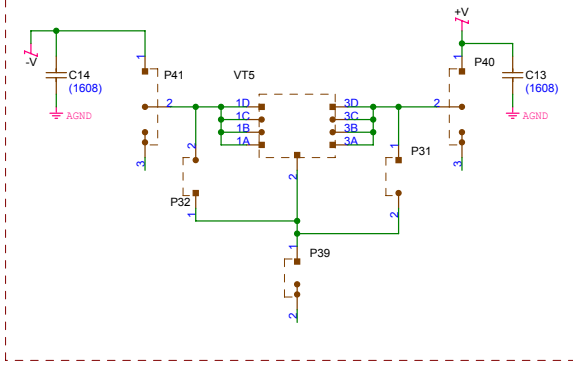 +V
-V
C14
(1608)
AGND
1
P41
2
3
VT5
1D
1C
1B
1A
3D
3C
3B
3A
2
2
P32
1
1
P31
2
1
P40
2
3
C13
(1608)
AGND
1
P39
2